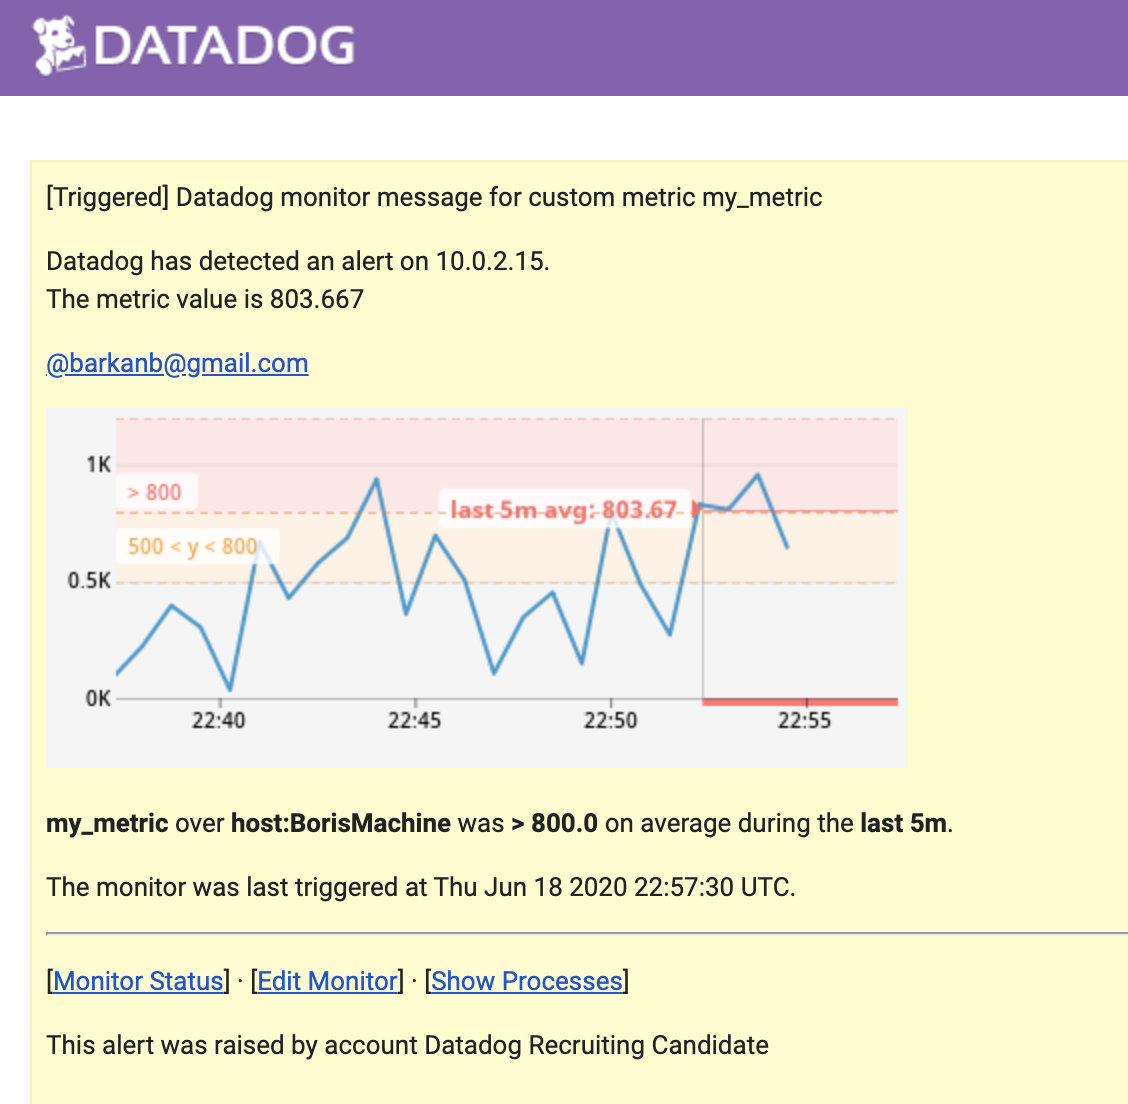 DATADOG
[Triggered] Datadog monitor message for custom metric my_metric
Datadog has detected an alert on 10.0.2.15.
The metric value is 803.667
@barkanb@gmail.com
1K
> 800
last 5m avg: 803.67
500 < y < 800
0.5K
0K
22:40 22:45 22:50 22:55
my_metric over host:BorisMachine was > 800.0 on average during the last 5m.
The monitor was last triggered at Thu Jun 18 2020 22:57:30 UTC.
[Monitor Status] · [Edit Monitor] · [Show Processes]
This alert was raised by account Datadog Recruiting Candidate